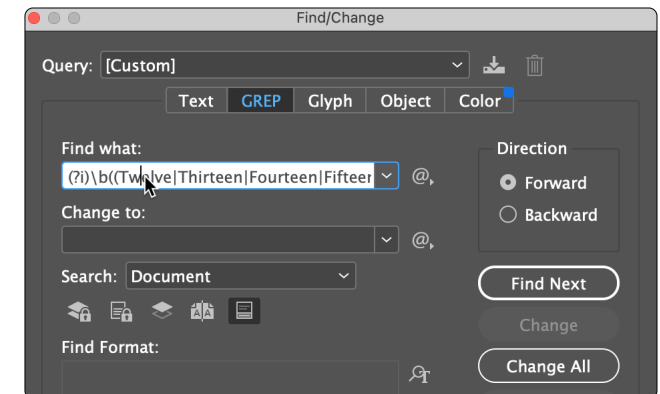 Find/Change
Query: [Custom]
Text GREP Glyph Object Color
Find what:
(?i)\b((Twelve|Thirteen|Fourteen|Fifteen
Change to:
Search: Document
Find Format:
Direction
Forward
Backward
Find Next
Change
Change All